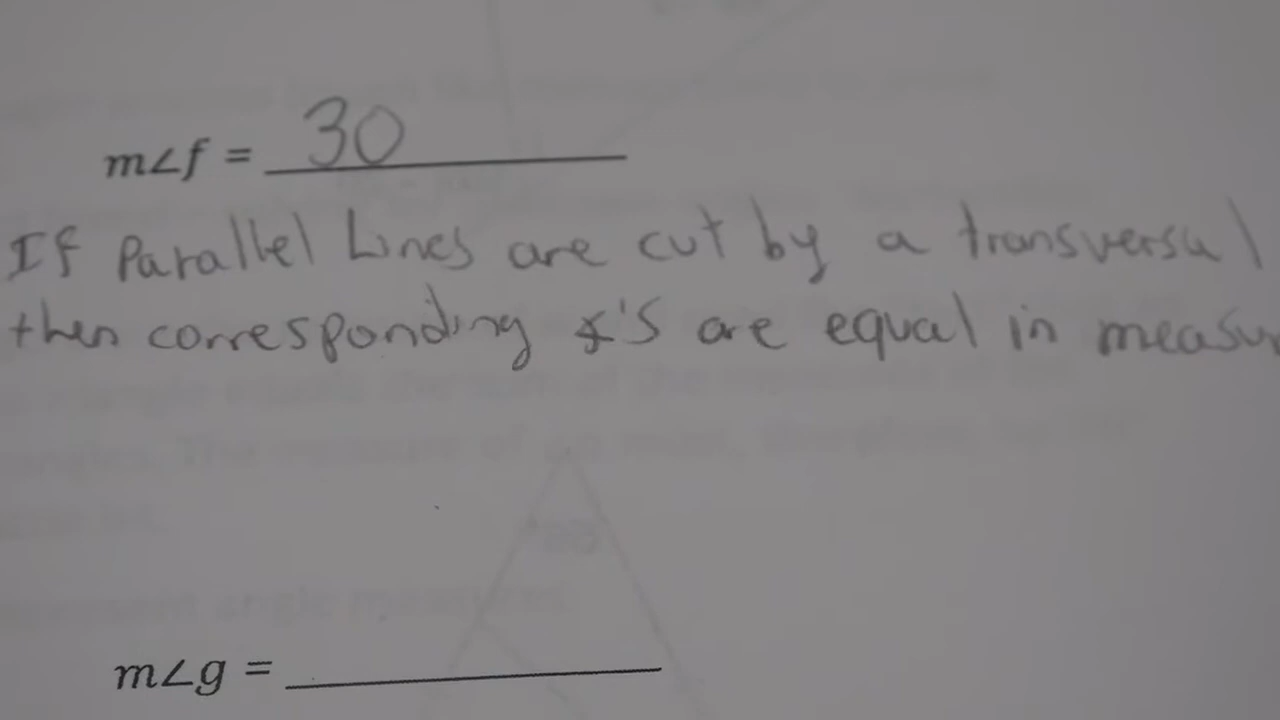 m∠f = 30
If Parallel Lines are cut by a transversal
then corresponding ∡'s are equal in measu
m∠g =